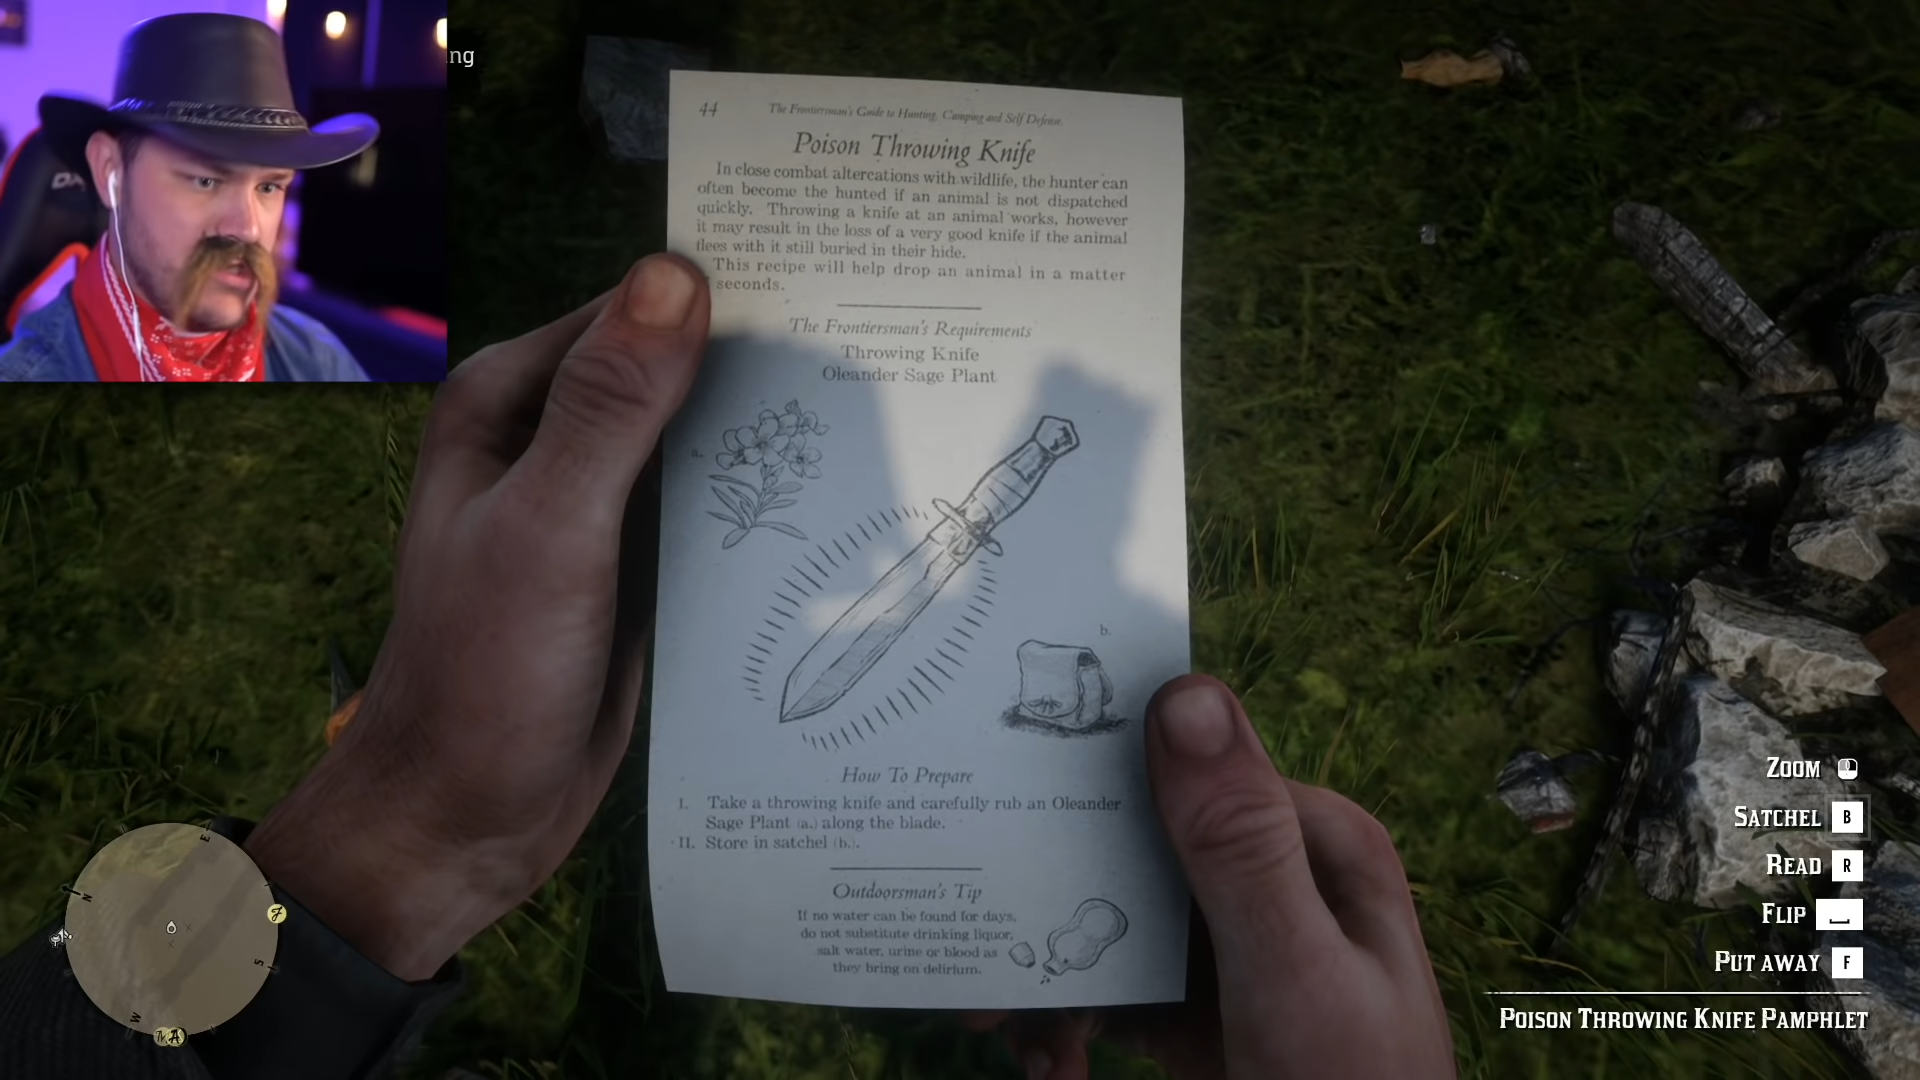 ng
44
The Frontiersman's Guide to Hunting, Camping and Self Defense.
Poison Throwing Knife
In close combat altercations with wildlife, the hunter can
often become the hunted if an animal is not dispatched
quickly. Throwing a knife at an animal works, however
it may result in the loss of a very good knife if the animal
flees with it still buried in their hide.
This recipe will help drop an animal in a matter
seconds.
The Frontiersman's Requirements
Throwing Knife
Oleander Sage Plant
a.
b.
How To Prepare
I. Take a throwing knife and carefully rub an Oleander
Sage Plant (a.) along the blade.
II. Store in satchel (b.).
Outdoorsman's Tip
If no water can be found for days,
do not substitute drinking liquor,
salt water, urine or blood as
they bring on delirium.
ZOOM
SATCHEL B
READ R
FLIP
PUT AWAY F
POISON THROWING KNIFE PAMPHLET
E
N
S
W
A